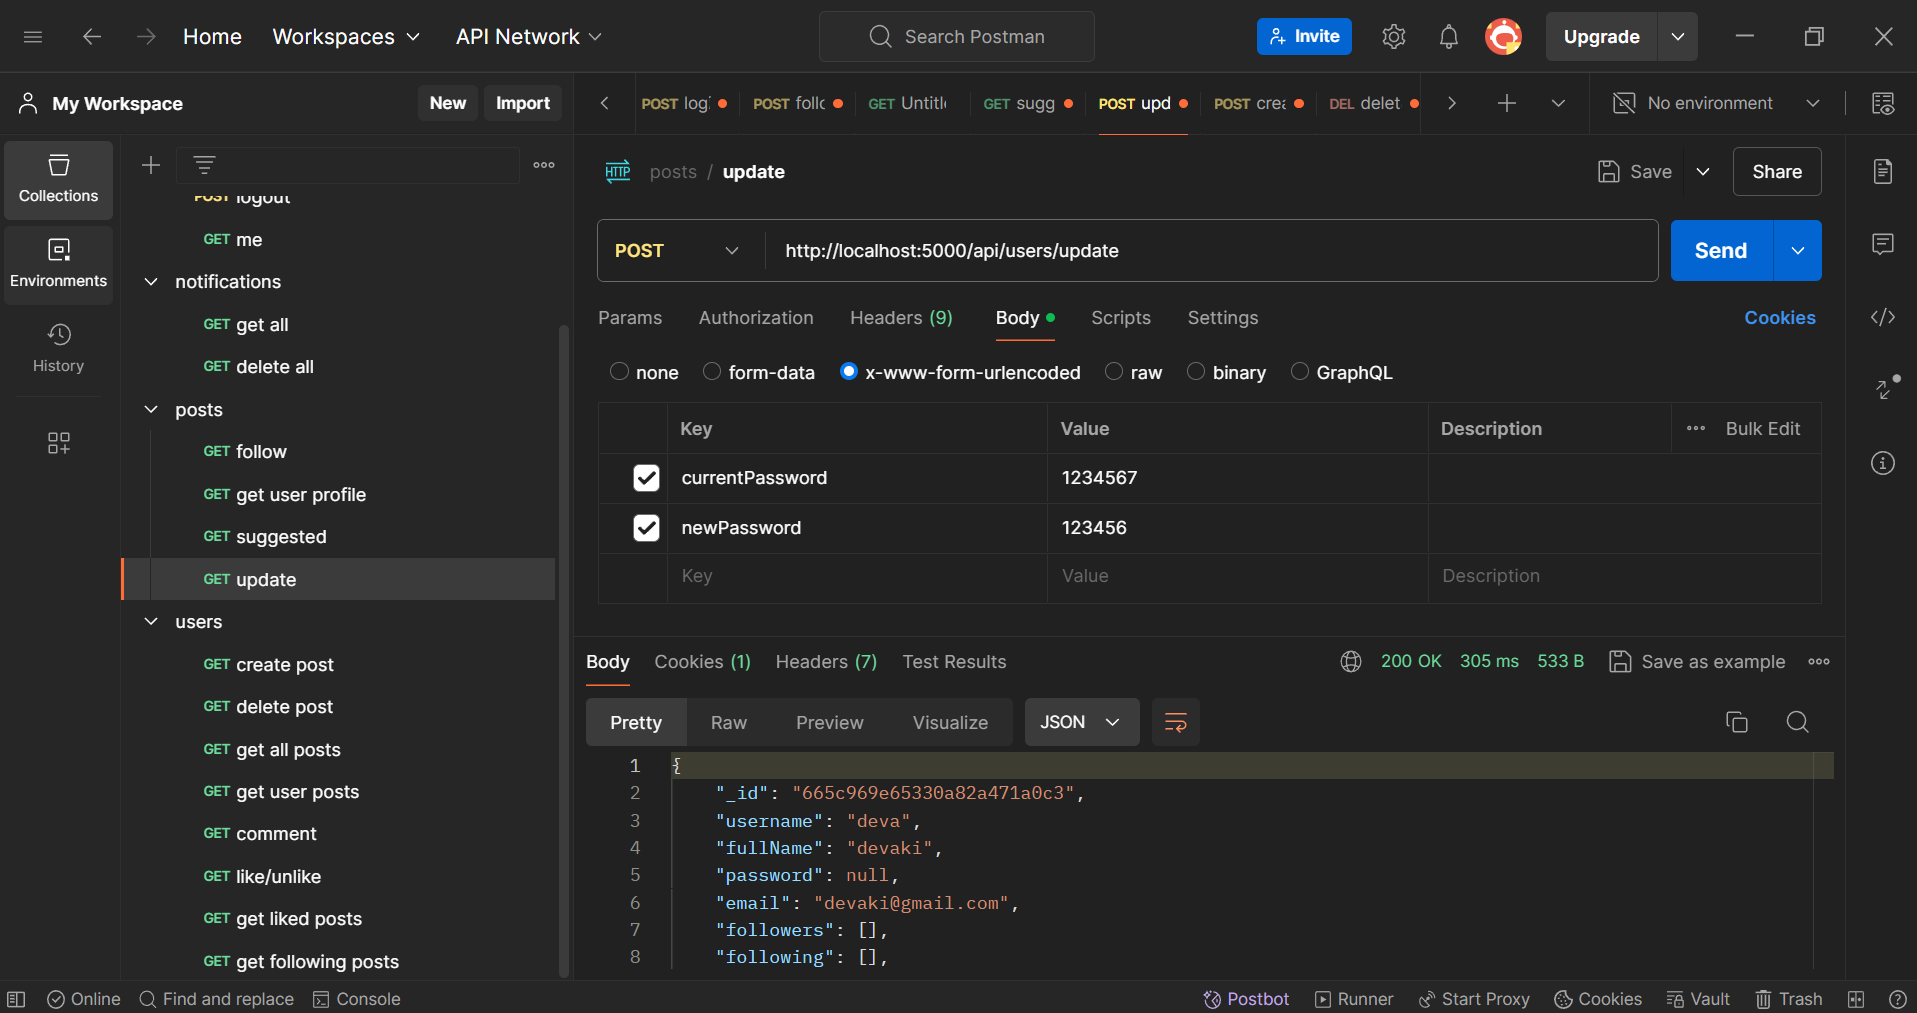 Home Workspaces API Network Search Postman Invite Upgrade
My Workspace New Import
POST log POST follo GET Untitl GET sugg POST upd POST crea DEL delet No environment
Collections
Environments
History
POST logout
GET me
notifications
GET get all
GET delete all
posts
GET follow
GET get user profile
GET suggested
GET update
users
GET create post
GET delete post
GET get all posts
GET get user posts
GET comment
GET like/unlike
GET get liked posts
GET get following posts
HTTP posts / update Save Share
POST http://localhost:5000/api/users/update Send
Params Authorization Headers (9) Body Scripts Settings Cookies
none form-data x-www-form-urlencoded raw binary GraphQL
Key Value Description Bulk Edit
currentPassword 1234567
newPassword 123456
Key Value Description
Body Cookies (1) Headers (7) Test Results 200 OK 305 ms 533 B Save as example
Pretty Raw Preview Visualize JSON
1 {
2 "_id": "665c969e65330a82a471a0c3",
3 "username": "deva",
4 "fullName": "devaki",
5 "password": null,
6 "email": "devaki@gmail.com",
7 "followers": [],
8 "following": [],
Online Find and replace Console Postbot Runner Start Proxy Cookies Vault Trash